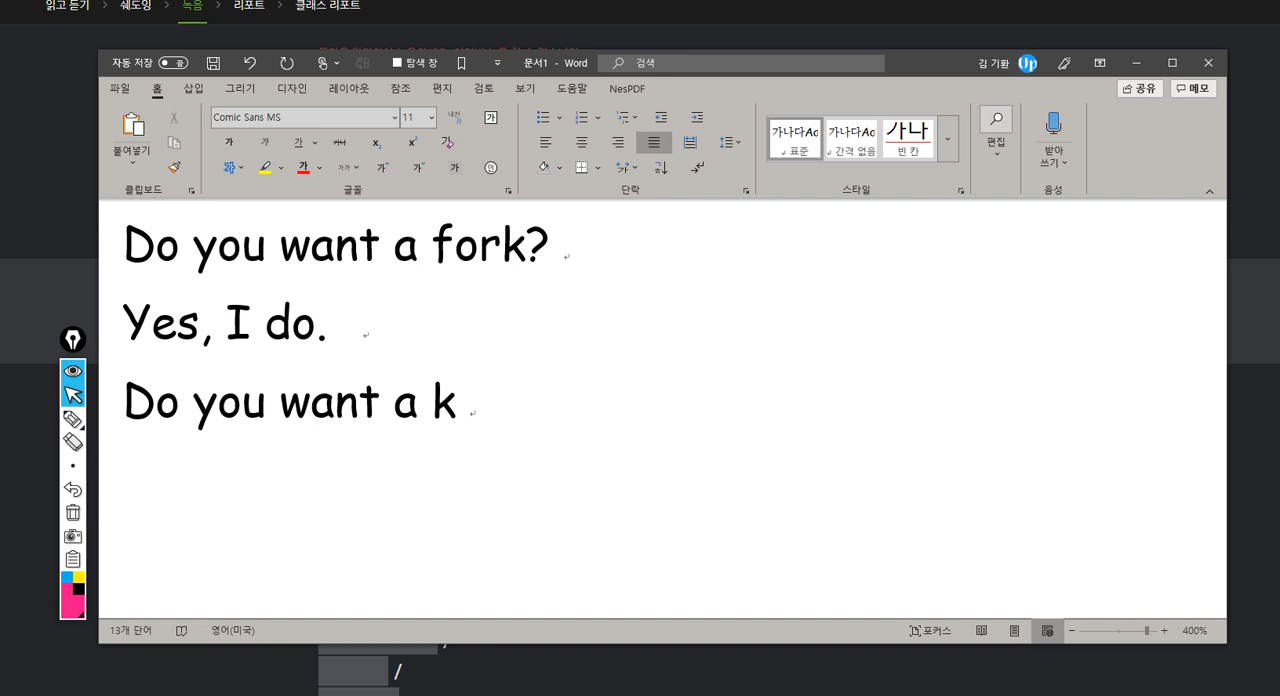 읽고 듣기 > 쉐도잉 > 녹음 > 리포트 > 클래스 리포트
자동 저장 끔 탐색 창 문서1 - Word 검색 김 기환 Up
파일 홈 삽입 그리기 디자인 레이아웃 참조 편지 검토 보기 도움말 NesPDF 공유 메모
붙여넣기 Comic Sans MS 11 가나다Aa 가나다Aa 가나 편집 받아쓰기
표준 간격 없음 빈 칸
클립보드 글꼴 단락 스타일 음성
Do you want a fork?
Yes, I do.
Do you want a k
13개 단어 영어(미국) 포커스 400%
/